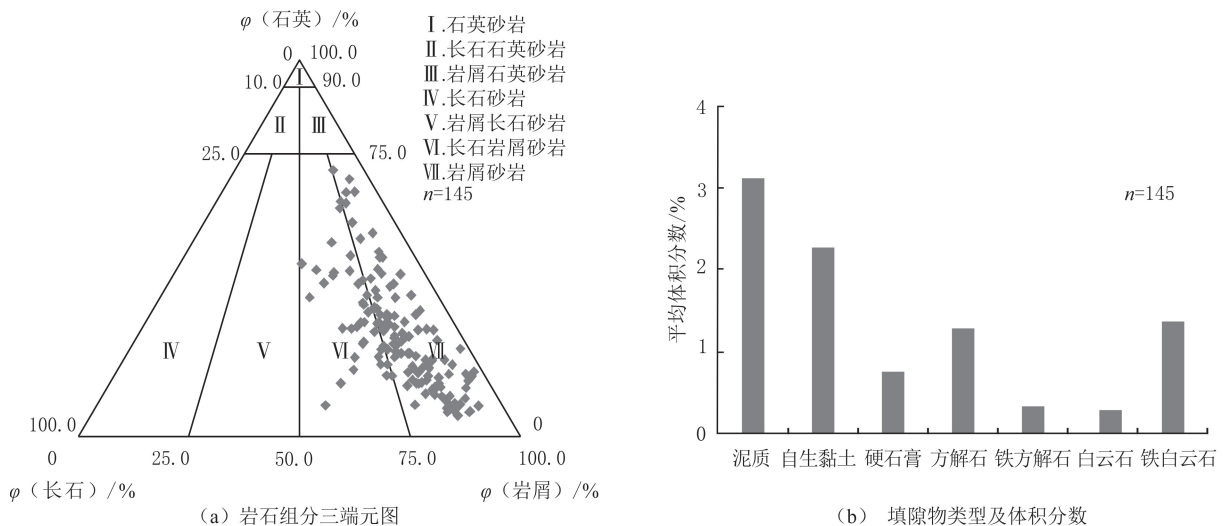 φ（石英）/%
0 100.0
10.0 90.0
Ⅰ
Ⅱ Ⅲ
25.0 75.0
Ⅳ Ⅴ Ⅵ Ⅶ
100.0 0
0 25.0 50.0 75.0 100.0
φ（长石）/% φ（岩屑）/%
（a）岩石组分三端元图
Ⅰ.石英砂岩
Ⅱ.长石石英砂岩
Ⅲ.岩屑石英砂岩
Ⅳ.长石砂岩
Ⅴ.岩屑长石砂岩
Ⅵ.长石岩屑砂岩
Ⅶ.岩屑砂岩
n=145
平均体积分数/%
4
3
2
1
0
n=145
泥质 自生黏土 硬石膏 方解石 铁方解石 白云石 铁白云石
（b） 填隙物类型及体积分数